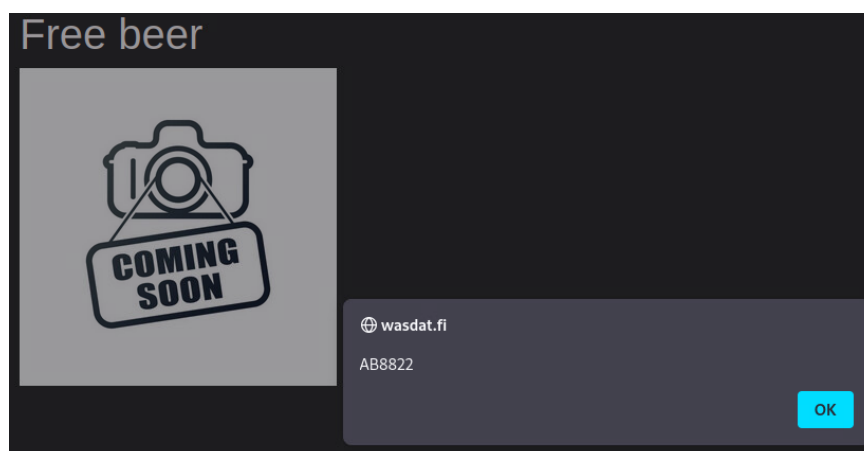 Free beer
COMING
SOON
wasdat.fi
AB8822
OK